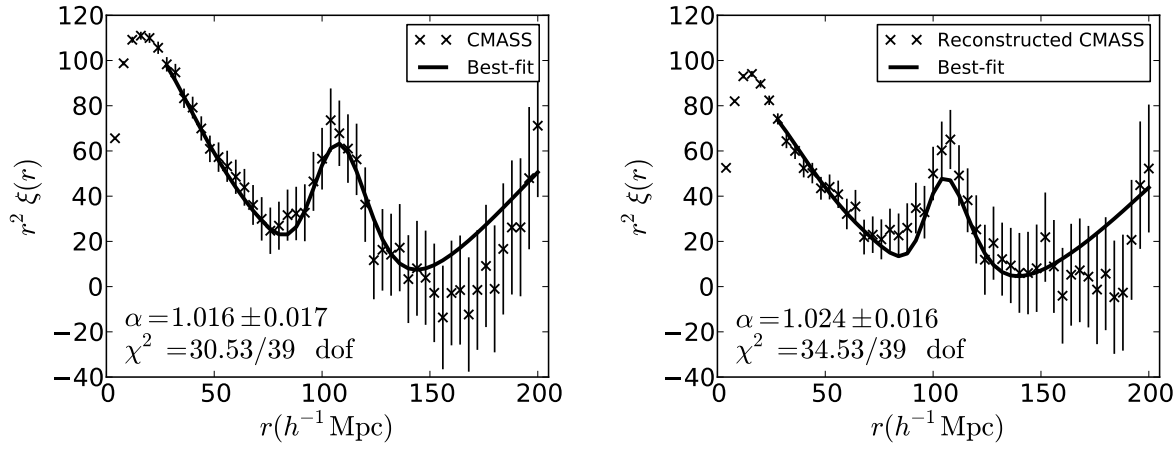 120
100
80
60
40
20
0
−20
−40
r² ξ(r)
× × CMASS
Best-fit
α=1.016±0.017
χ² =30.53/39 dof
0 50 100 150 200
r(h⁻¹ Mpc)
120
100
80
60
40
20
0
−20
−40
r² ξ(r)
× × Reconstructed CMASS
Best-fit
α=1.024±0.016
χ² =34.53/39 dof
0 50 100 150 200
r(h⁻¹ Mpc)